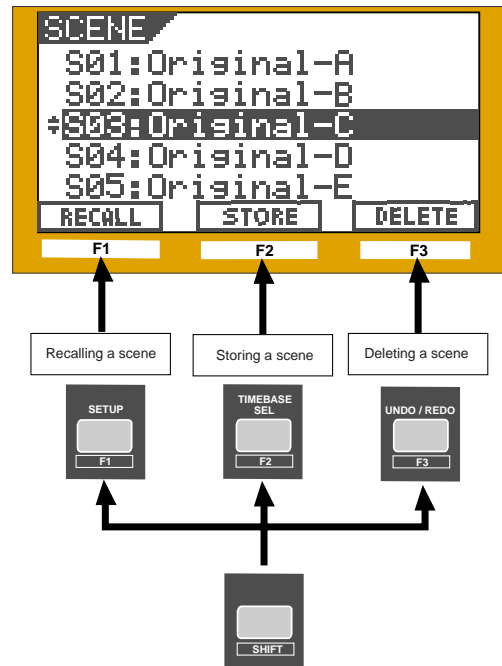 SCENE
S01:Original-A
S02:Original-B
S03:Original-C
S04:Original-D
S05:Original-E
RECALL STORE DELETE
F1 F2 F3
Recalling a scene Storing a scene Deleting a scene
SETUP TIMEBASE SEL UNDO / REDO
F1 F2 F3
SHIFT